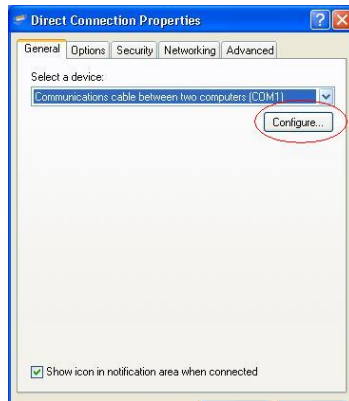 Direct Connection Properties
General Options Security Networking Advanced
Select a device:
Communications cable between two computers (COM1)
Configure...
Show icon in notification area when connected